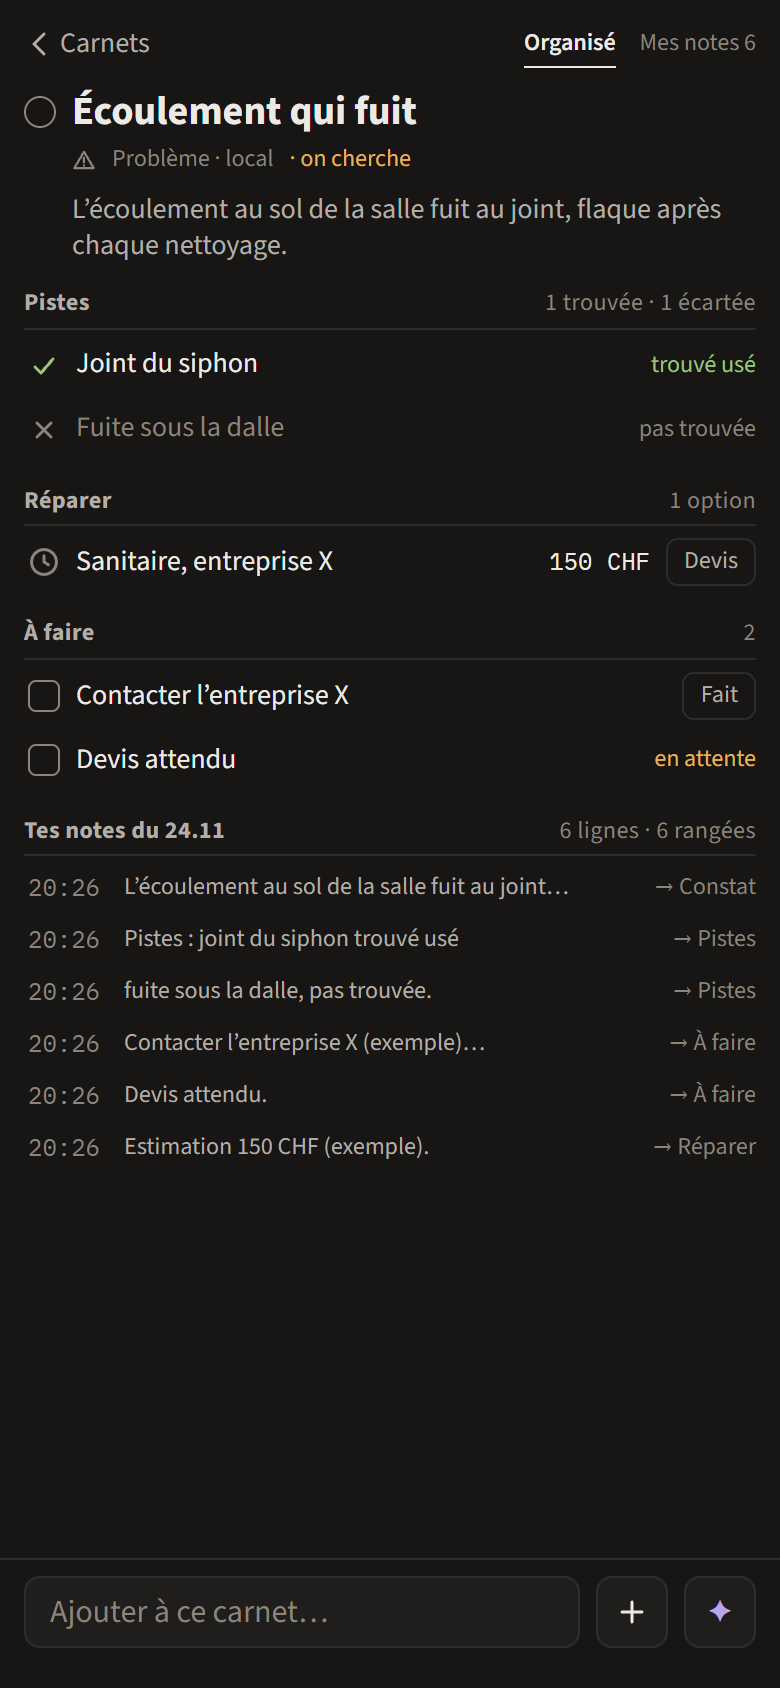 Carnets
Organisé Mes notes 6
Écoulement qui fuit
Problème · local · on cherche
L’écoulement au sol de la salle fuit au joint, flaque après
chaque nettoyage.
Pistes 1 trouvée · 1 écartée
Joint du siphon trouvé usé
Fuite sous la dalle pas trouvée
Réparer 1 option
Sanitaire, entreprise X 150 CHF Devis
À faire 2
Contacter l’entreprise X Fait
Devis attendu en attente
Tes notes du 24.11 6 lignes · 6 rangées
20:26 L’écoulement au sol de la salle fuit au joint… → Constat
20:26 Pistes : joint du siphon trouvé usé → Pistes
20:26 fuite sous la dalle, pas trouvée. → Pistes
20:26 Contacter l’entreprise X (exemple)… → À faire
20:26 Devis attendu. → À faire
20:26 Estimation 150 CHF (exemple). → Réparer
Ajouter à ce carnet…